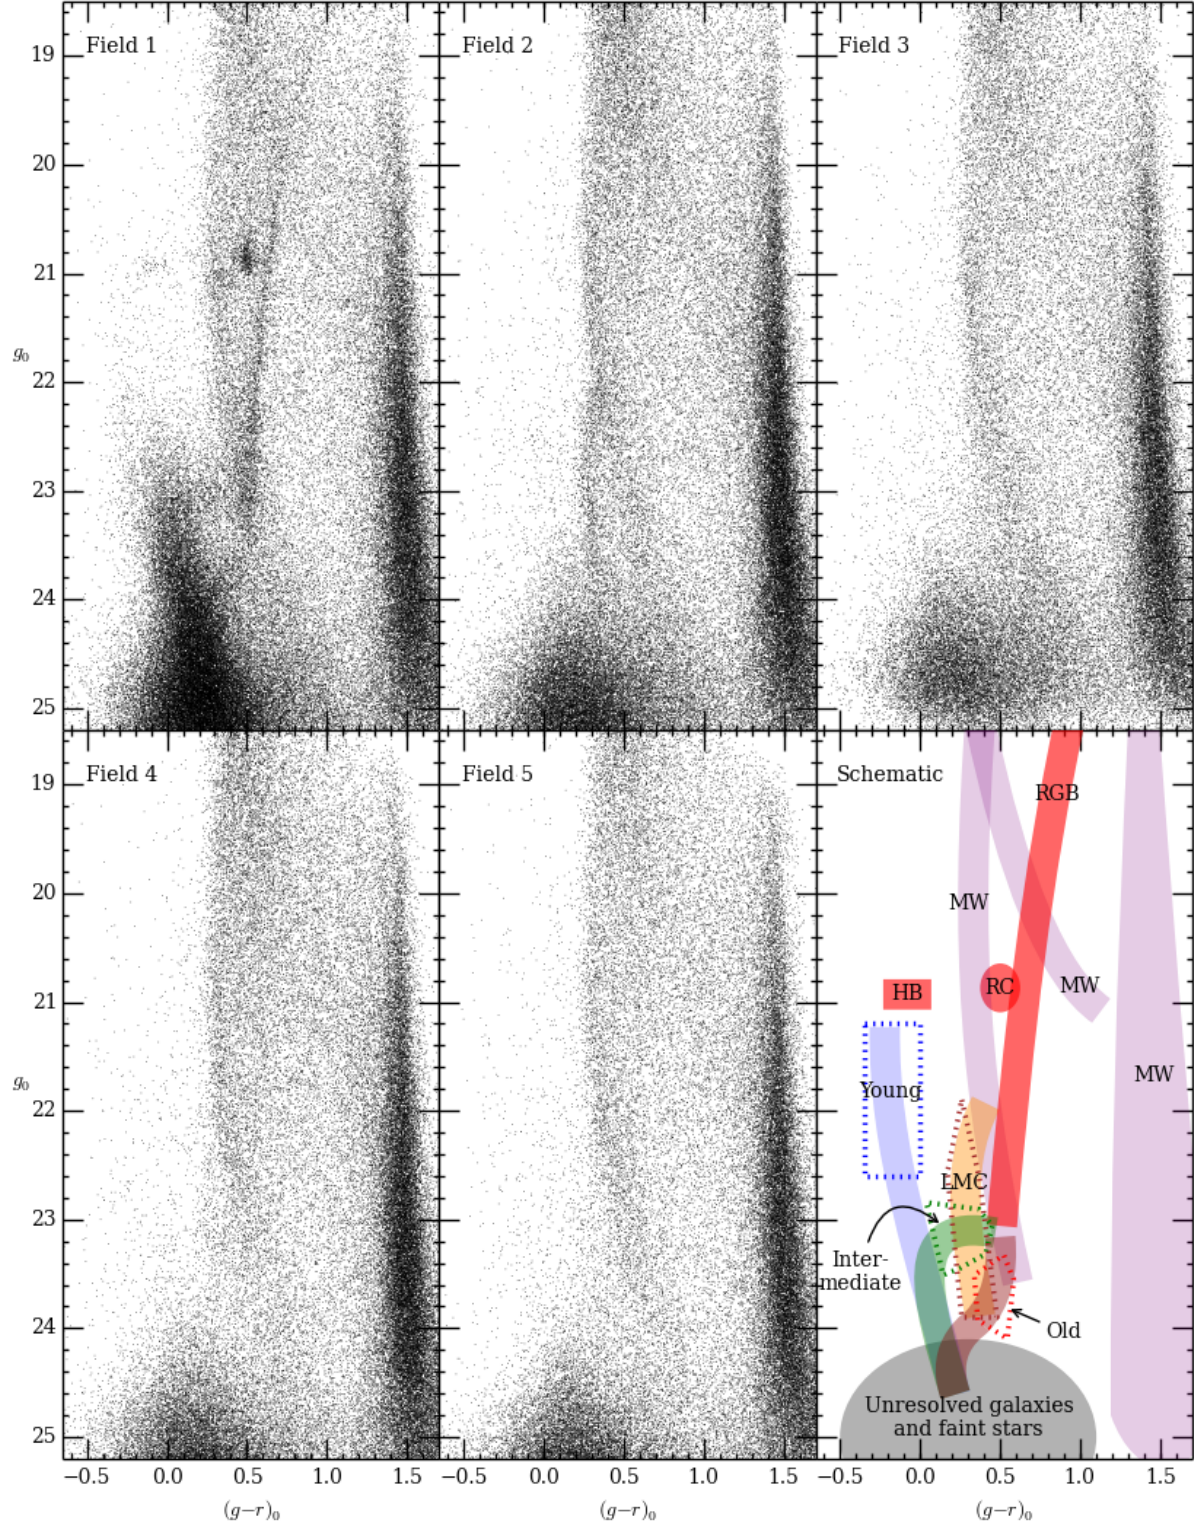 Field 1
Field 2
Field 3
19
20
21
22
23
24
25
g₀
Field 4
Field 5
Schematic
RGB
MW
HB
RC
MW
MW
Young
LMC
Inter-
mediate
Old
Unresolved galaxies
and faint stars
19
20
21
22
23
24
25
g₀
−0.5 0.0 0.5 1.0 1.5
−0.5 0.0 0.5 1.0 1.5
−0.5 0.0 0.5 1.0 1.5
(g−r)₀
(g−r)₀
(g−r)₀